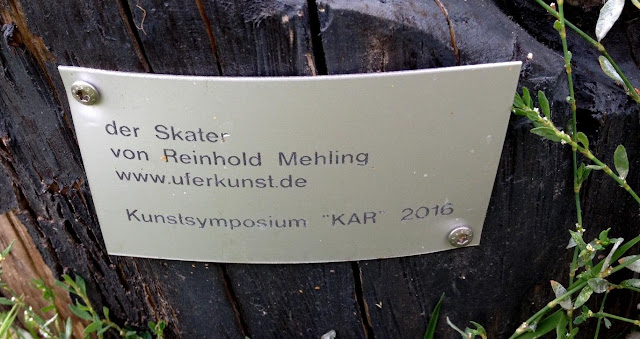 der Skater
von Reinhold Mehling
www.uferkunst.de
Kunstsymposium "KAR" 2016